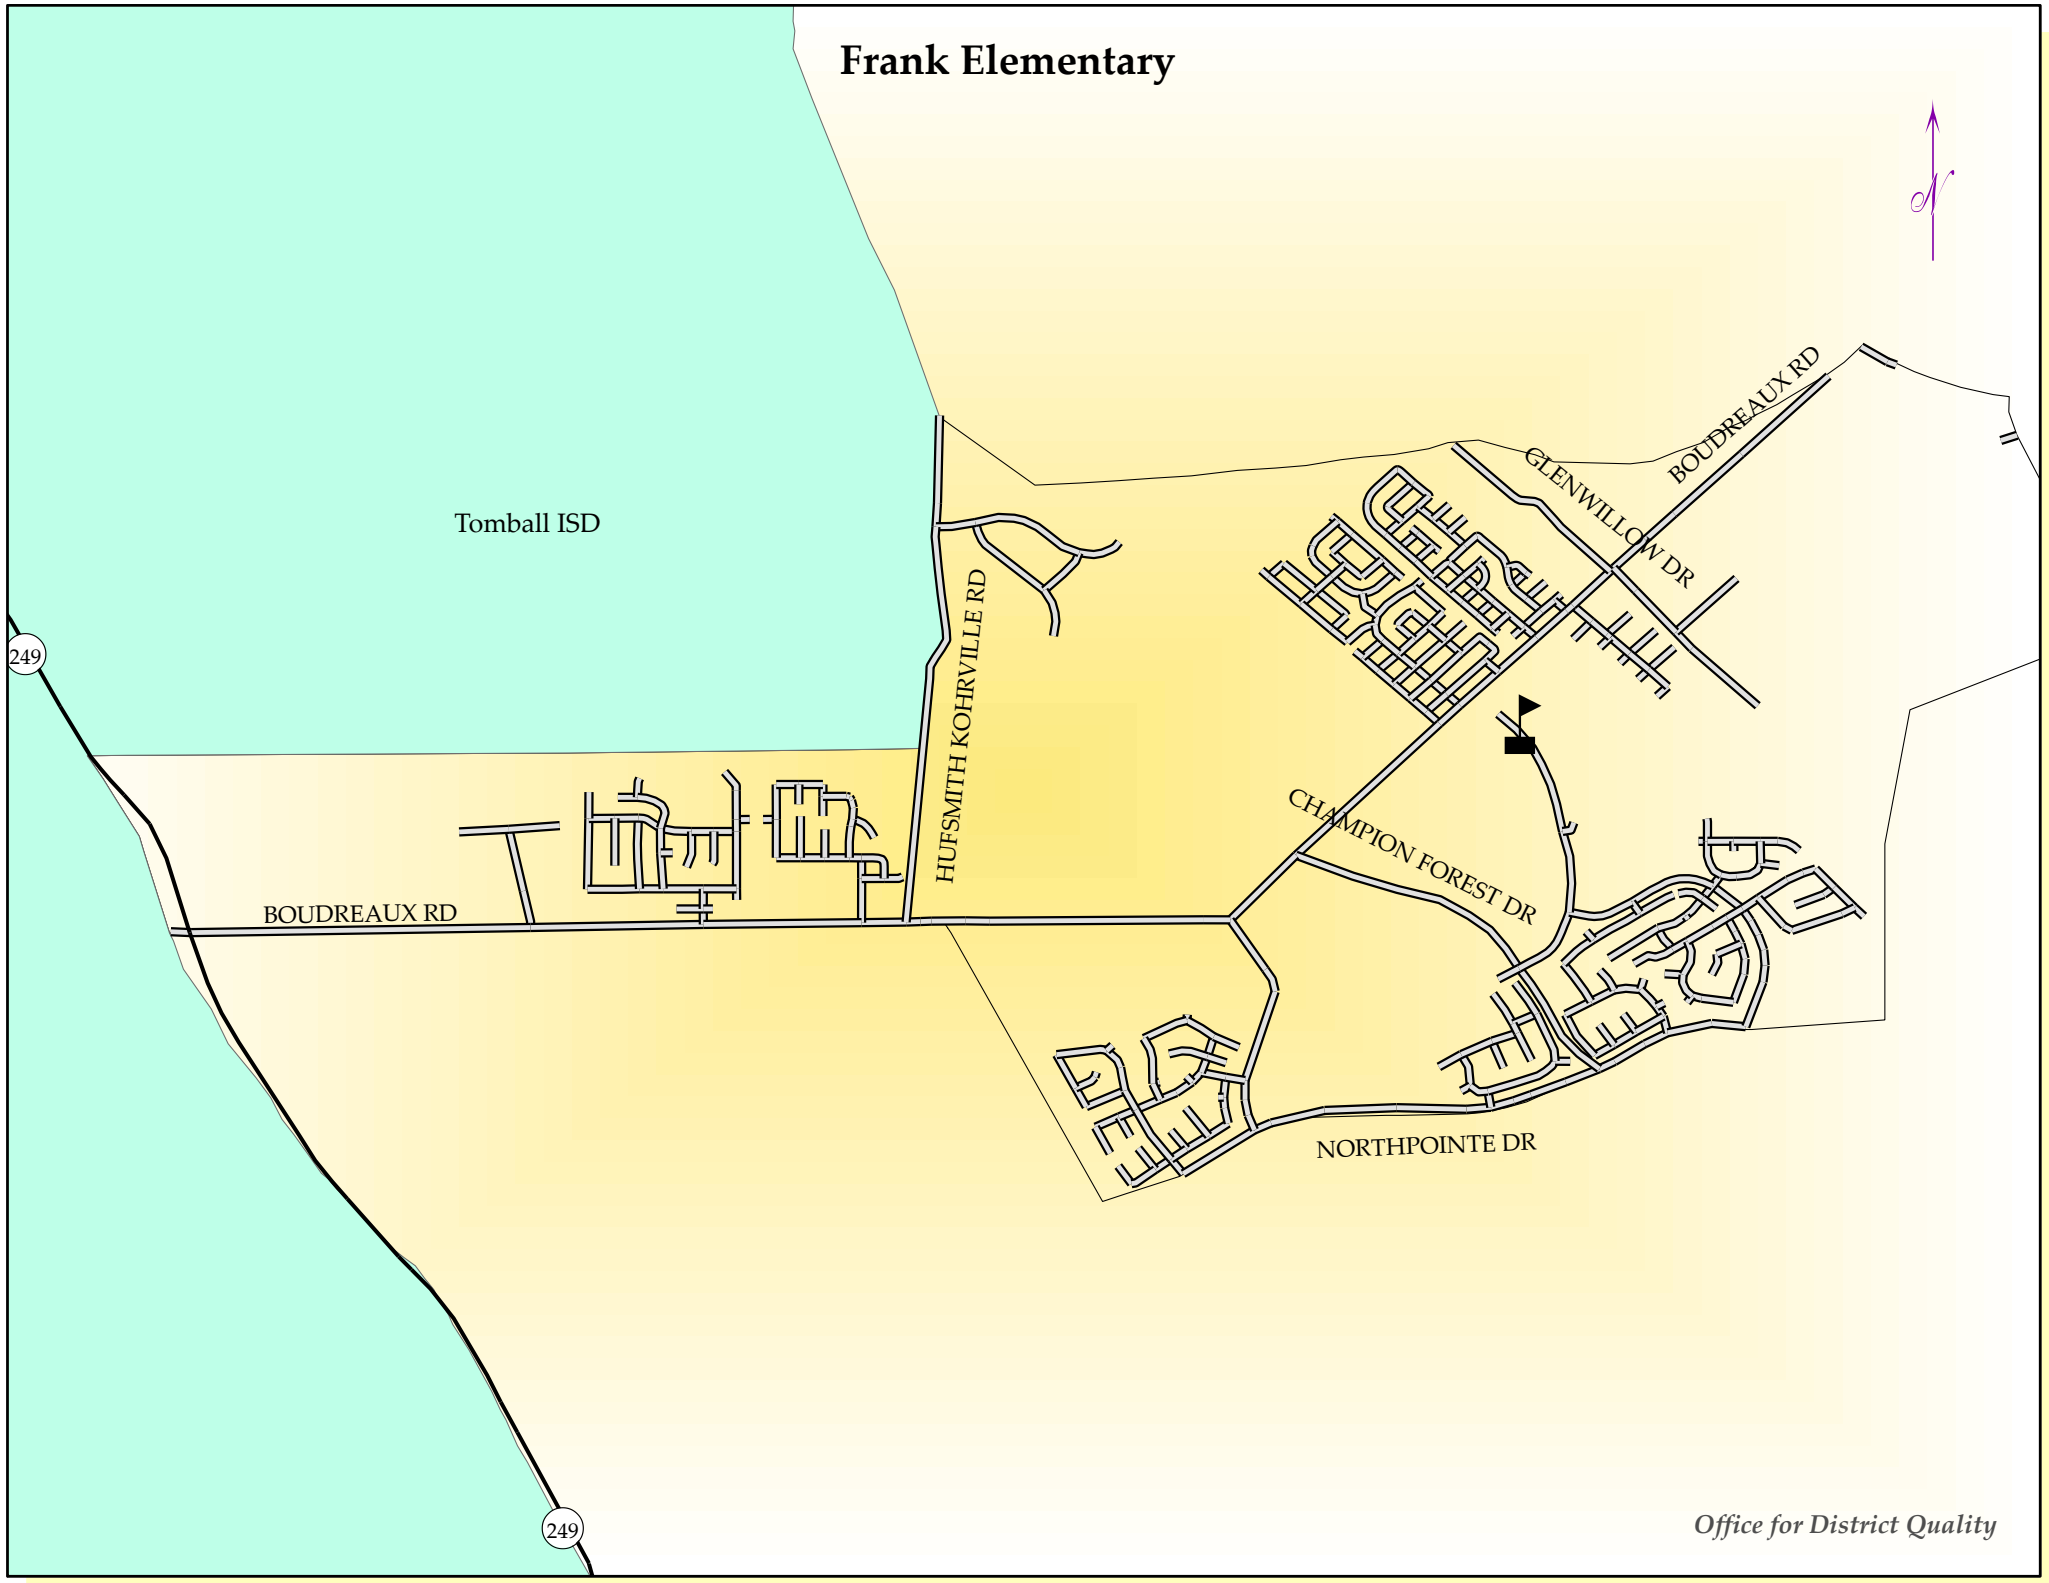 Frank Elementary
N
BOUDREAUX RD
GLENWILLOW DR
Tomball ISD
HUFSMITH KOHRVILLE RD
249
CHAMPION FOREST DR
BOUDREAUX RD
NORTHPOINTE DR
249
Office for District Quality